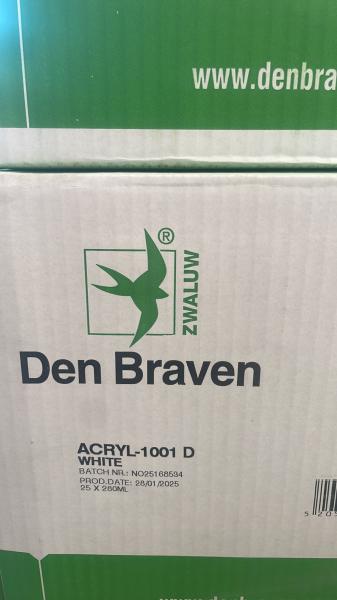 www.denbra
®
ZWALUW
Den Braven
ACRYL-1001 D
WHITE
BATCH NR.: NO25168534
PROD.DATE: 28/01/2025
25 X 280ML